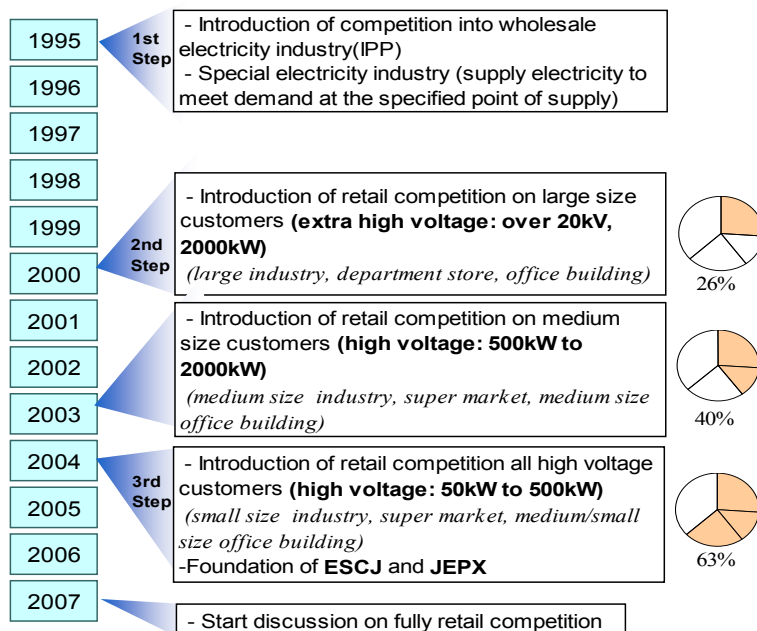 1995
1996
1997
1998
1999
2000
2001
2002
2003
2004
2005
2006
2007
1st
Step
- Introduction of competition into wholesale
electricity industry(IPP)
- Special electricity industry (supply electricity to
meet demand at the specified point of supply)
2nd
Step
- Introduction of retail competition on large size
customers (extra high voltage: over 20kV,
2000kW)
(large industry, department store, office building)
26%
- Introduction of retail competition on medium
size customers (high voltage: 500kW to
2000kW)
(medium size industry, super market, medium size
office building)
40%
3rd
Step
- Introduction of retail competition all high voltage
customers (high voltage: 50kW to 500kW)
(small size industry, super market, medium/small
size office building)
-Foundation of ESCJ and JEPX
63%
- Start discussion on fully retail competition